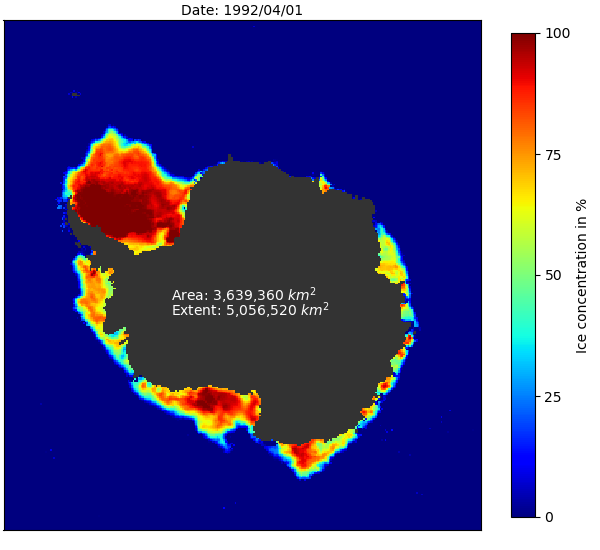 Date: 1992/04/01
Area: 3,639,360 km²
Extent: 5,056,520 km²
100
75
50
25
0
Ice concentration in %